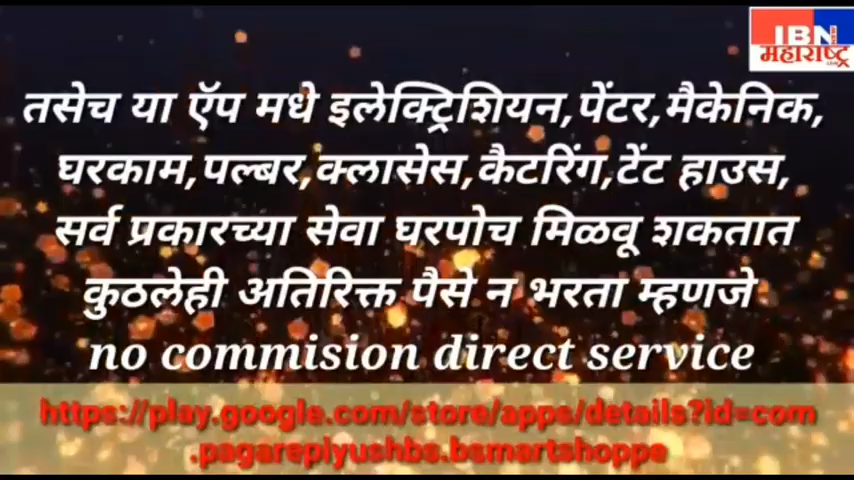 IBN
महाराष्ट्र
तसेच या ऍप मधे इलेक्ट्रिशियन,पेंटर,मैकेनिक,
घरकाम,पल्बर,क्लासेस,कैटरिंग,टेंट हाउस,
सर्व प्रकारच्या सेवा घरपोच मिळवू शकतात
कुठलेही अतिरिक्त पैसे न भरता म्हणजे
no commision direct service
https://play.google.com/store/apps/details?id=com
.pagarepiyushbs.bsmartshoppe